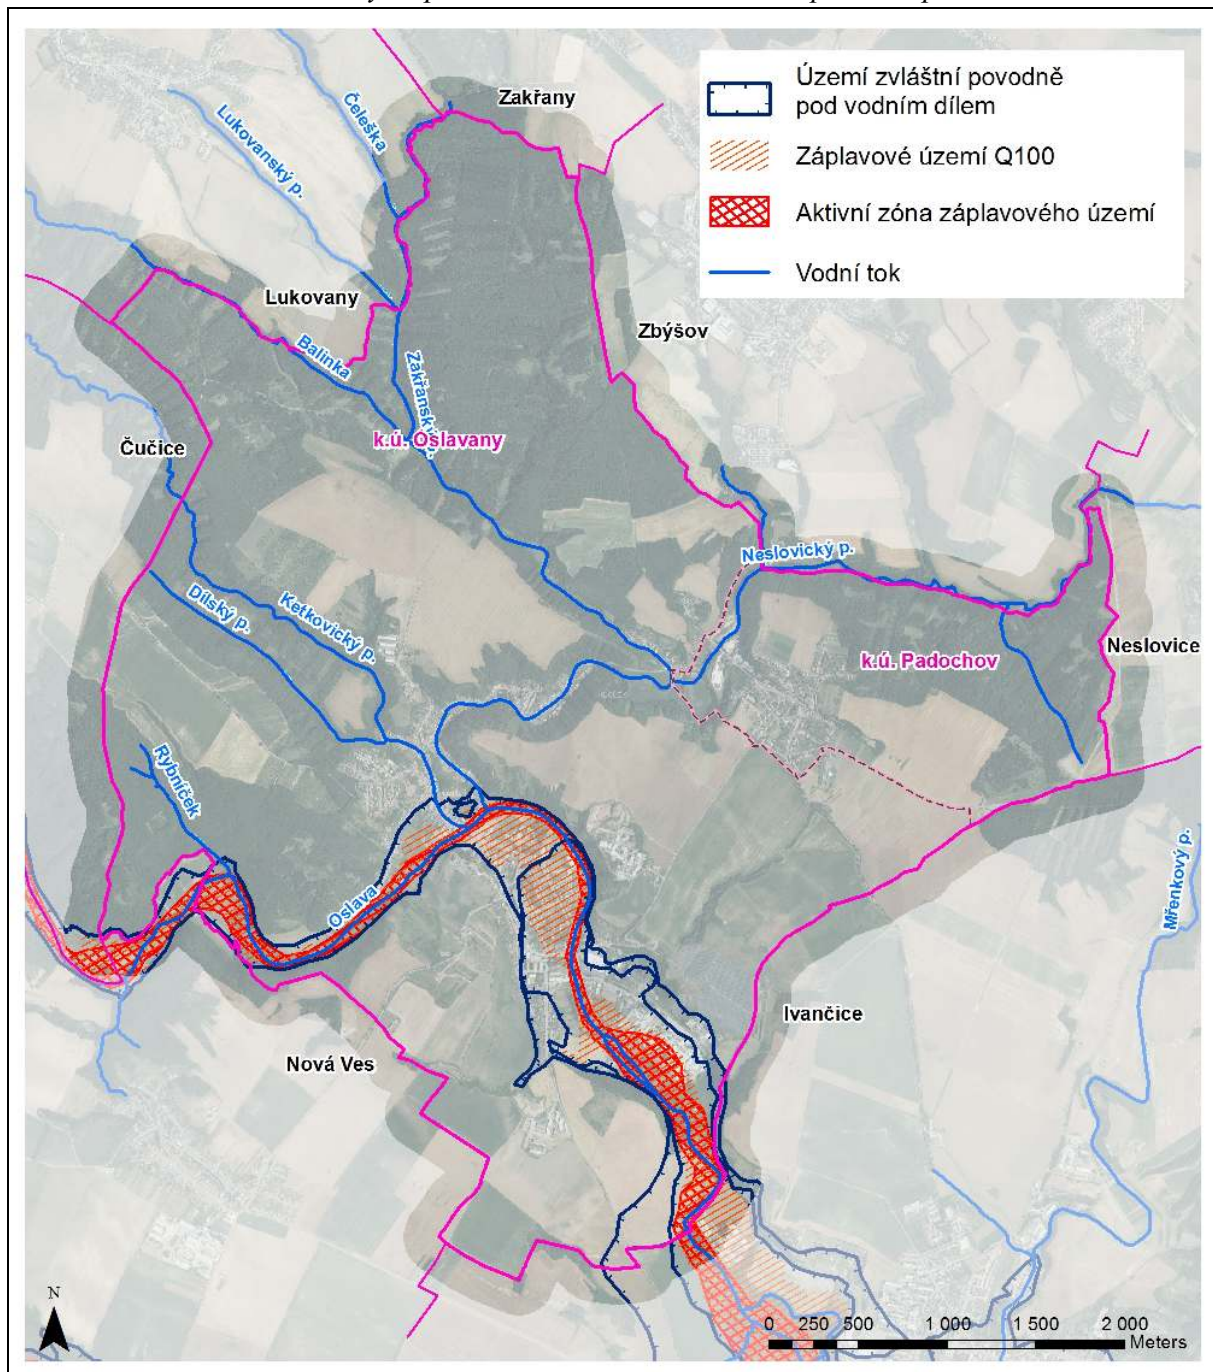 Zakřany
Území zvláštní povodně
pod vodním dílem
Záplavové území Q100
Aktivní zóna záplavového území
Vodní tok
Čeleška
Lukovanský p.
Lukovany
Zbýšov
Balinka
Zakřanský p.
k.ú. Oslavany
Čučice
Neslovický p.
Ketkovický p.
Dílský p.
k.ú. Padochov
Neslovice
Rybníček
Oslava
Mřenkový p.
Ivančice
Nová Ves
N
0 250 500 1 000 1 500 2 000
Meters